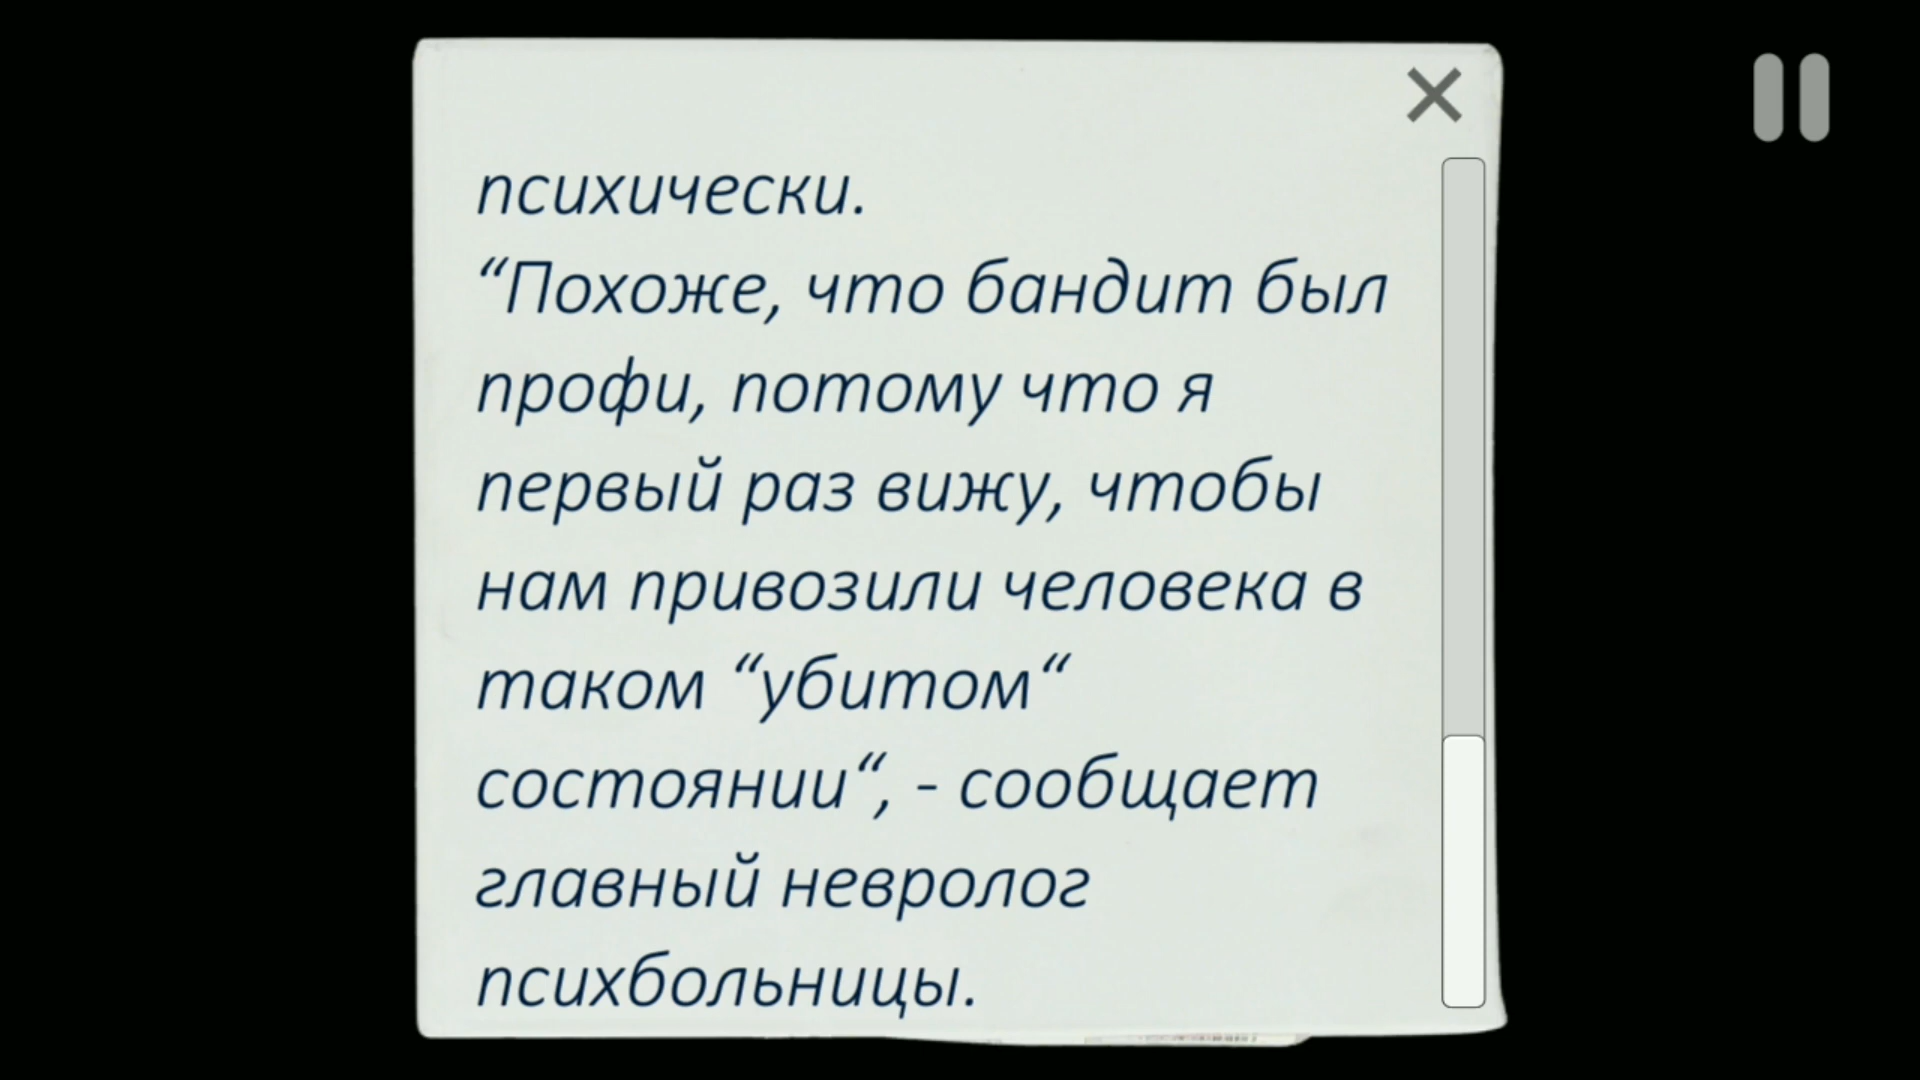 психически.
“Похоже, что бандит был
профи, потому что я
первый раз вижу, чтобы
нам привозили человека в
таком “убитом“
состоянии“, - сообщает
главный невролог
психбольницы.